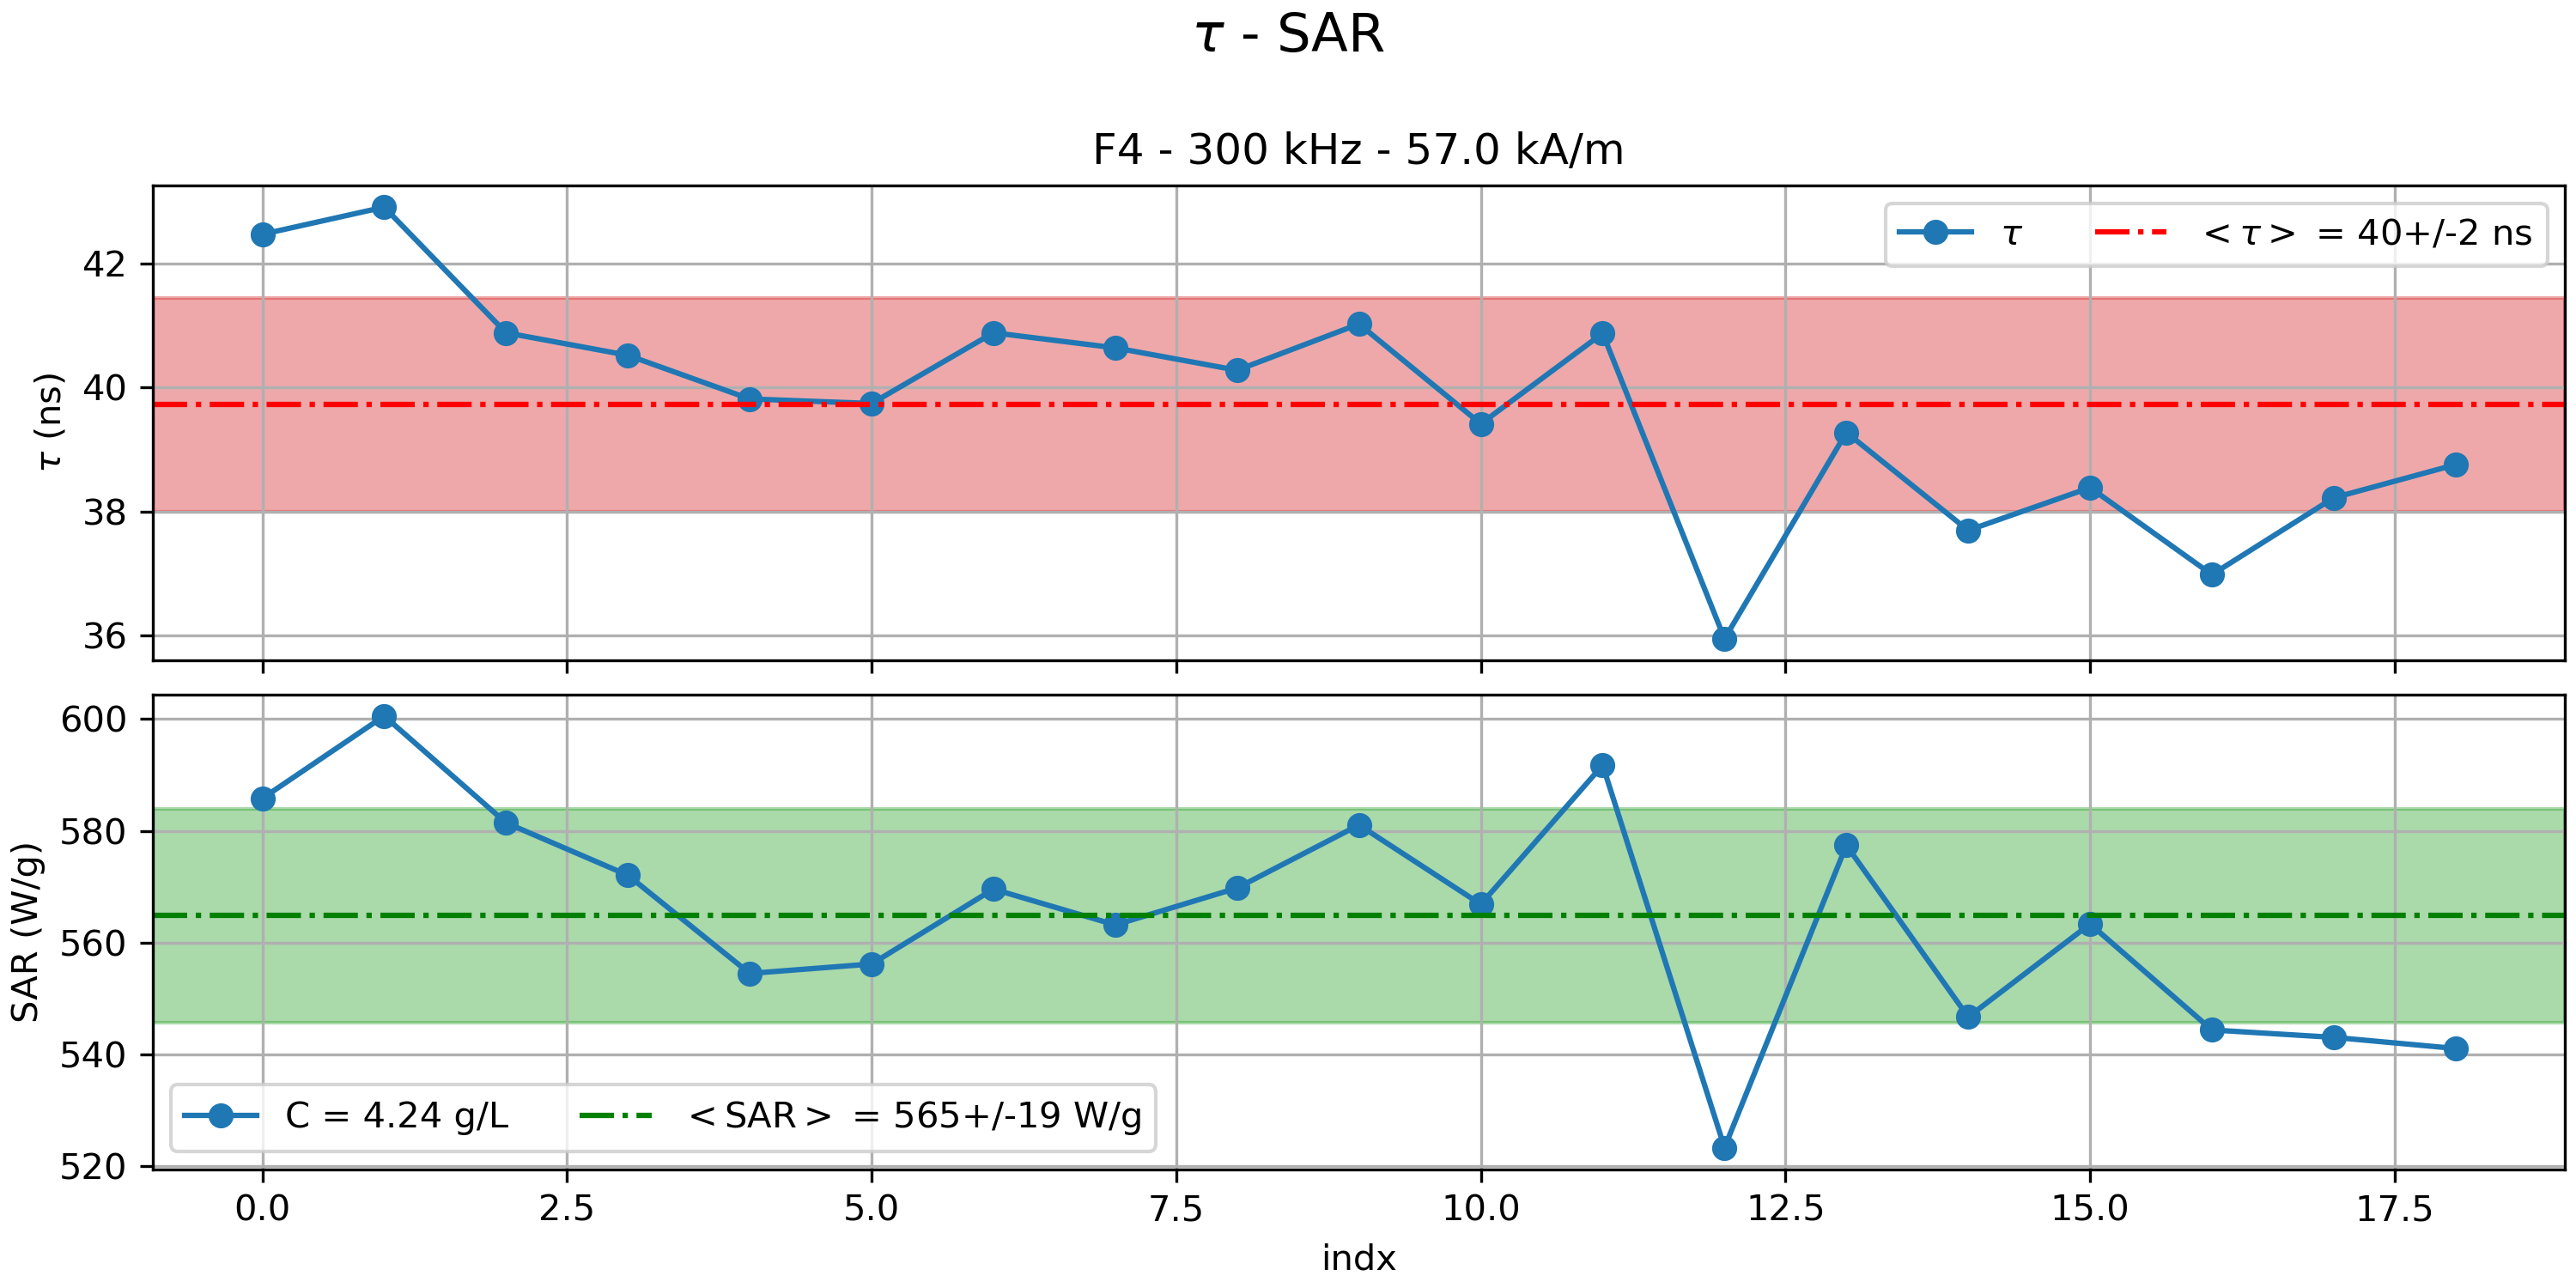 τ - SAR
F4 - 300 kHz - 57.0 kA/m
τ (ns)
42
40
38
36
τ
<τ> = 40+/-2 ns
SAR (W/g)
600
580
560
540
520
C = 4.24 g/L
<SAR> = 565+/-19 W/g
0.0 2.5 5.0 7.5 10.0 12.5 15.0 17.5
indx